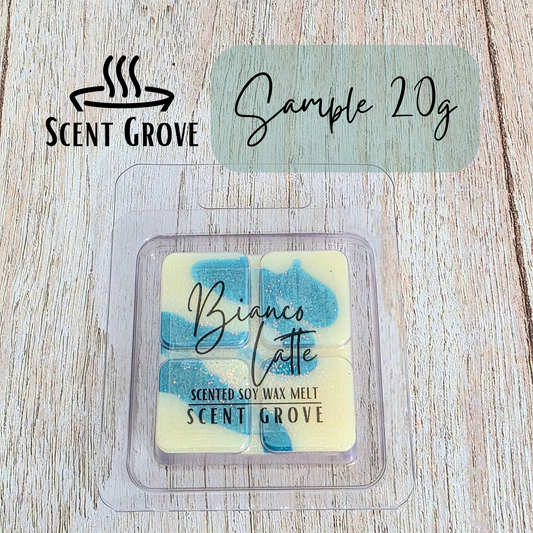 SCENT GROVE
Sample 20g
Bianco
Latte
SCENTED SOY WAX MELT
SCENT GROVE